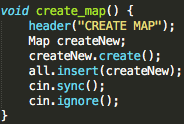 void create_map() {
    header("CREATE MAP");
    Map createNew;
    createNew.create();
    all.insert(createNew);
    cin.sync();
    cin.ignore();
}